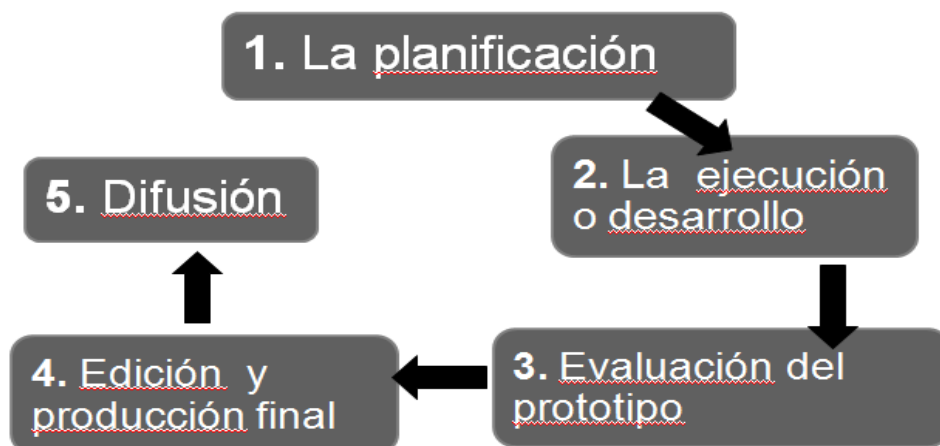 1. La planificación
2. La ejecución
o desarrollo
3. Evaluación del
prototipo
4. Edición y
producción final
5. Difusión